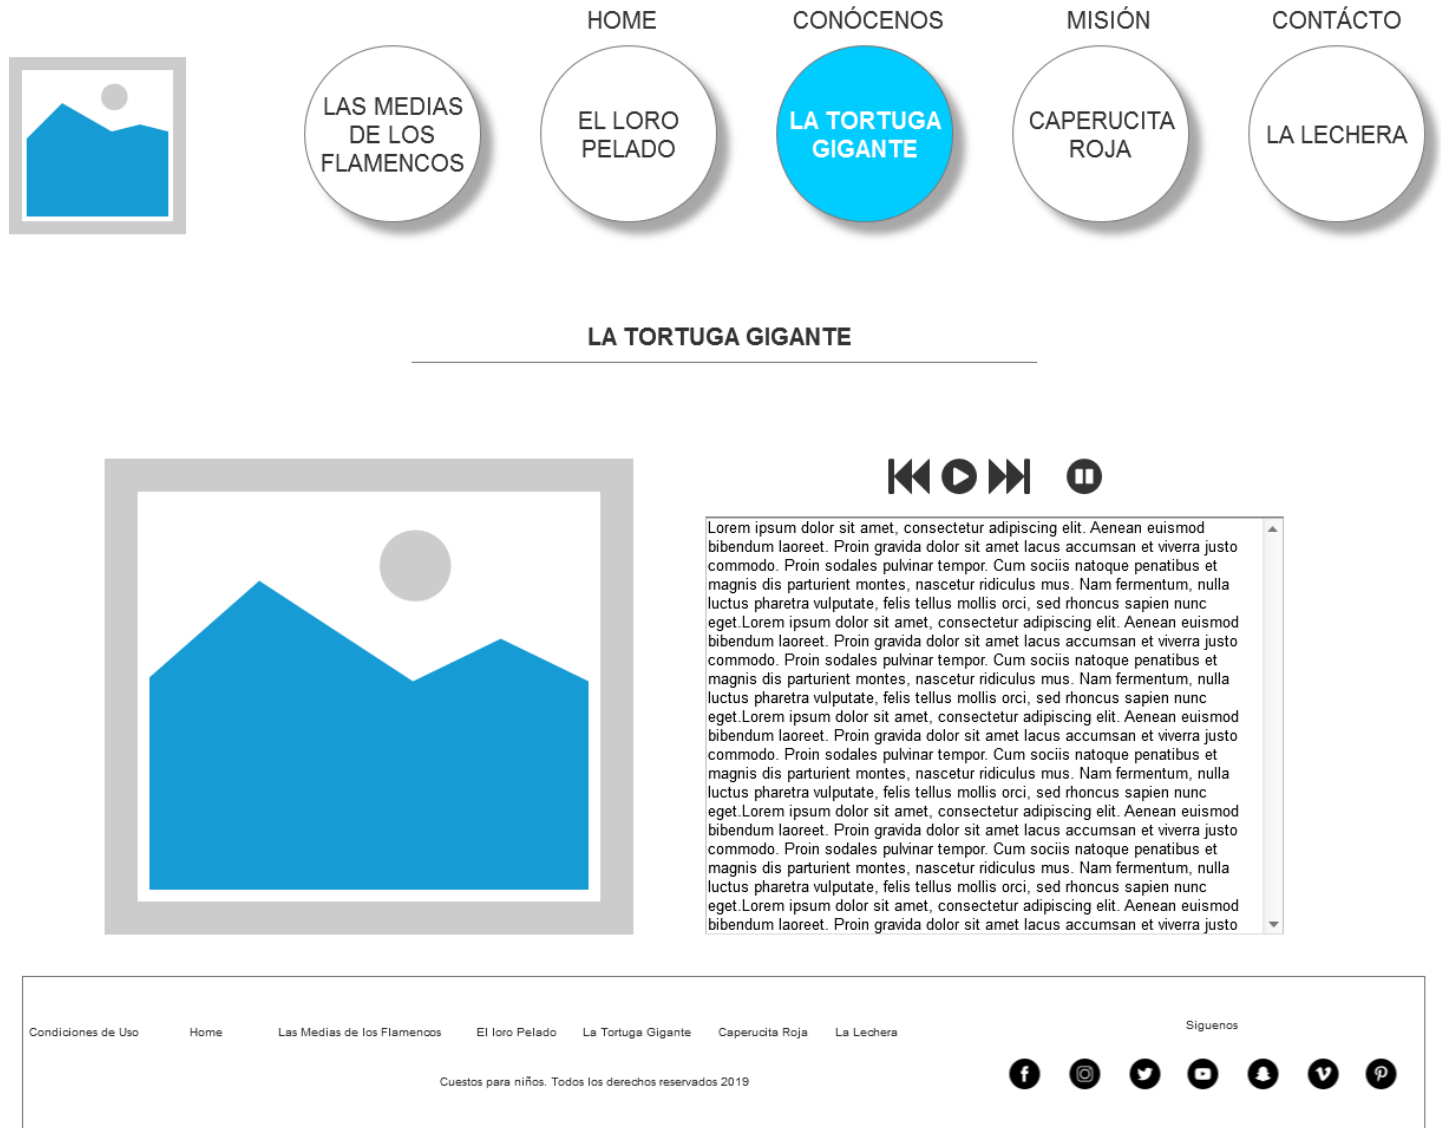 HOME CONÓCENOS MISIÓN CONTÁCTO
LAS MEDIAS
DE LOS
FLAMENCOS
EL LORO
PELADO
LA TORTUGA
GIGANTE
CAPERUCITA
ROJA
LA LECHERA
LA TORTUGA GIGANTE
Lorem ipsum dolor sit amet, consectetur adipiscing elit. Aenean euismod
bibendum laoreet. Proin gravida dolor sit amet lacus accumsan et viverra justo
commodo. Proin sodales pulvinar tempor. Cum sociis natoque penatibus et
magnis dis parturient montes, nascetur ridiculus mus. Nam fermentum, nulla
luctus pharetra vulputate, felis tellus mollis orci, sed rhoncus sapien nunc
eget.Lorem ipsum dolor sit amet, consectetur adipiscing elit. Aenean euismod
bibendum laoreet. Proin gravida dolor sit amet lacus accumsan et viverra justo
commodo. Proin sodales pulvinar tempor. Cum sociis natoque penatibus et
magnis dis parturient montes, nascetur ridiculus mus. Nam fermentum, nulla
luctus pharetra vulputate, felis tellus mollis orci, sed rhoncus sapien nunc
eget.Lorem ipsum dolor sit amet, consectetur adipiscing elit. Aenean euismod
bibendum laoreet. Proin gravida dolor sit amet lacus accumsan et viverra justo
commodo. Proin sodales pulvinar tempor. Cum sociis natoque penatibus et
magnis dis parturient montes, nascetur ridiculus mus. Nam fermentum, nulla
luctus pharetra vulputate, felis tellus mollis orci, sed rhoncus sapien nunc
eget.Lorem ipsum dolor sit amet, consectetur adipiscing elit. Aenean euismod
bibendum laoreet. Proin gravida dolor sit amet lacus accumsan et viverra justo
commodo. Proin sodales pulvinar tempor. Cum sociis natoque penatibus et
magnis dis parturient montes, nascetur ridiculus mus. Nam fermentum, nulla
luctus pharetra vulputate, felis tellus mollis orci, sed rhoncus sapien nunc
eget.Lorem ipsum dolor sit amet, consectetur adipiscing elit. Aenean euismod
bibendum laoreet. Proin gravida dolor sit amet lacus accumsan et viverra justo
Condiciones de Uso Home Las Medias de los Flamencos El loro Pelado La Tortuga Gigante Caperucita Roja La Lechera
Siguenos
Cuestos para niños. Todos los derechos reservados 2019